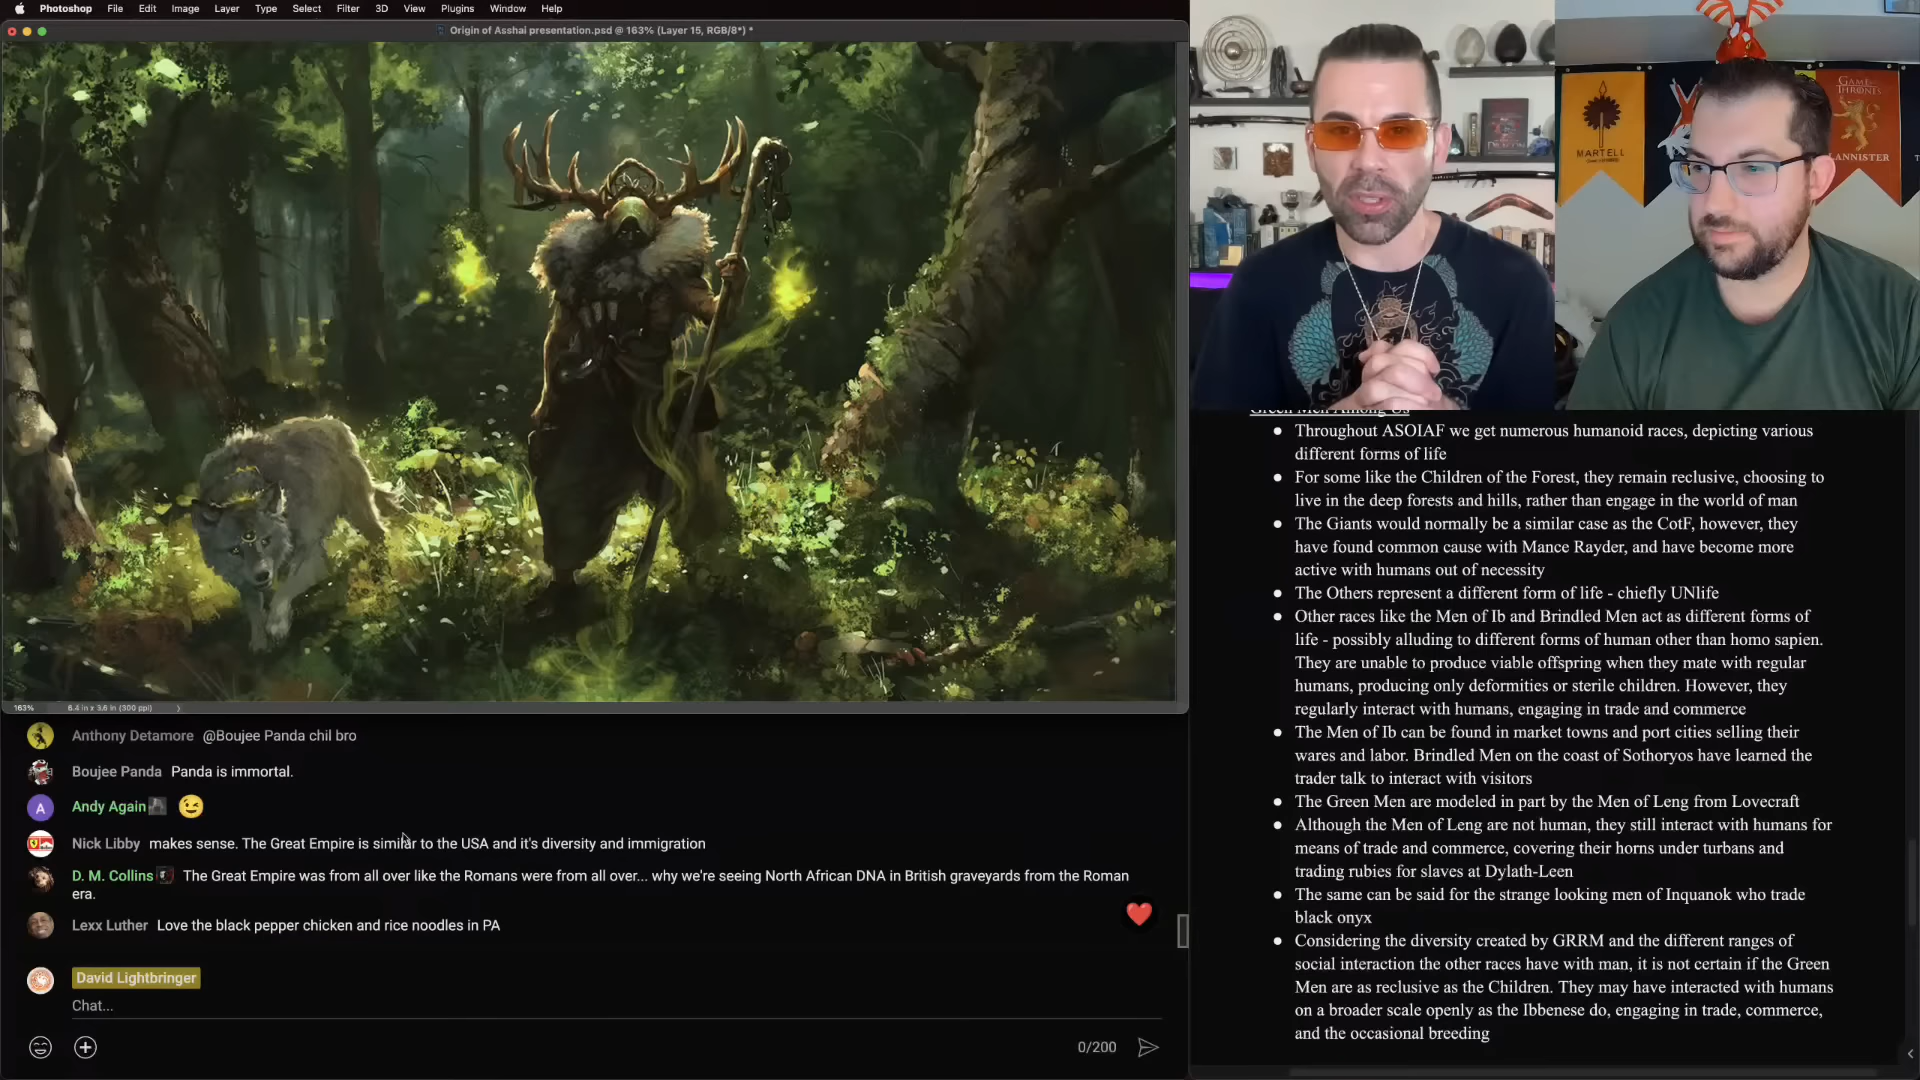 Photoshop File Edit Image Layer Type Select Filter 3D View Plugins Window Help
Origin of Asshai presentation.psd @ 163% (Layer 15, RGB/8*) *
MARTELL
GAME OF THRONES
LANNISTER
163% 6.4 in x 3.6 in (300 ppi)
Anthony Detamore @Boujee Panda chil bro
Boujee Panda Panda is immortal.
A Andy Again
Nick Libby makes sense. The Great Empire is similar to the USA and it's diversity and immigration
D. M. Collins The Great Empire was from all over like the Romans were from all over... why we're seeing North African DNA in British graveyards from the Roman
era.
Lexx Luther Love the black pepper chicken and rice noodles in PA
David Lightbringer
Chat...
0/200
Green Men Among Us
Throughout ASOIAF we get numerous humanoid races, depicting various
different forms of life
For some like the Children of the Forest, they remain reclusive, choosing to
live in the deep forests and hills, rather than engage in the world of man
The Giants would normally be a similar case as the CotF, however, they
have found common cause with Mance Rayder, and have become more
active with humans out of necessity
The Others represent a different form of life - chiefly UNlife
Other races like the Men of Ib and Brindled Men act as different forms of
life - possibly alluding to different forms of human other than homo sapien.
They are unable to produce viable offspring when they mate with regular
humans, producing only deformities or sterile children. However, they
regularly interact with humans, engaging in trade and commerce
The Men of Ib can be found in market towns and port cities selling their
wares and labor. Brindled Men on the coast of Sothoryos have learned the
trader talk to interact with visitors
The Green Men are modeled in part by the Men of Leng from Lovecraft
Although the Men of Leng are not human, they still interact with humans for
means of trade and commerce, covering their horns under turbans and
trading rubies for slaves at Dylath-Leen
The same can be said for the strange looking men of Inquanok who trade
black onyx
Considering the diversity created by GRRM and the different ranges of
social interaction the other races have with man, it is not certain if the Green
Men are as reclusive as the Children. They may have interacted with humans
on a broader scale openly as the Ibbenese do, engaging in trade, commerce,
and the occasional breeding